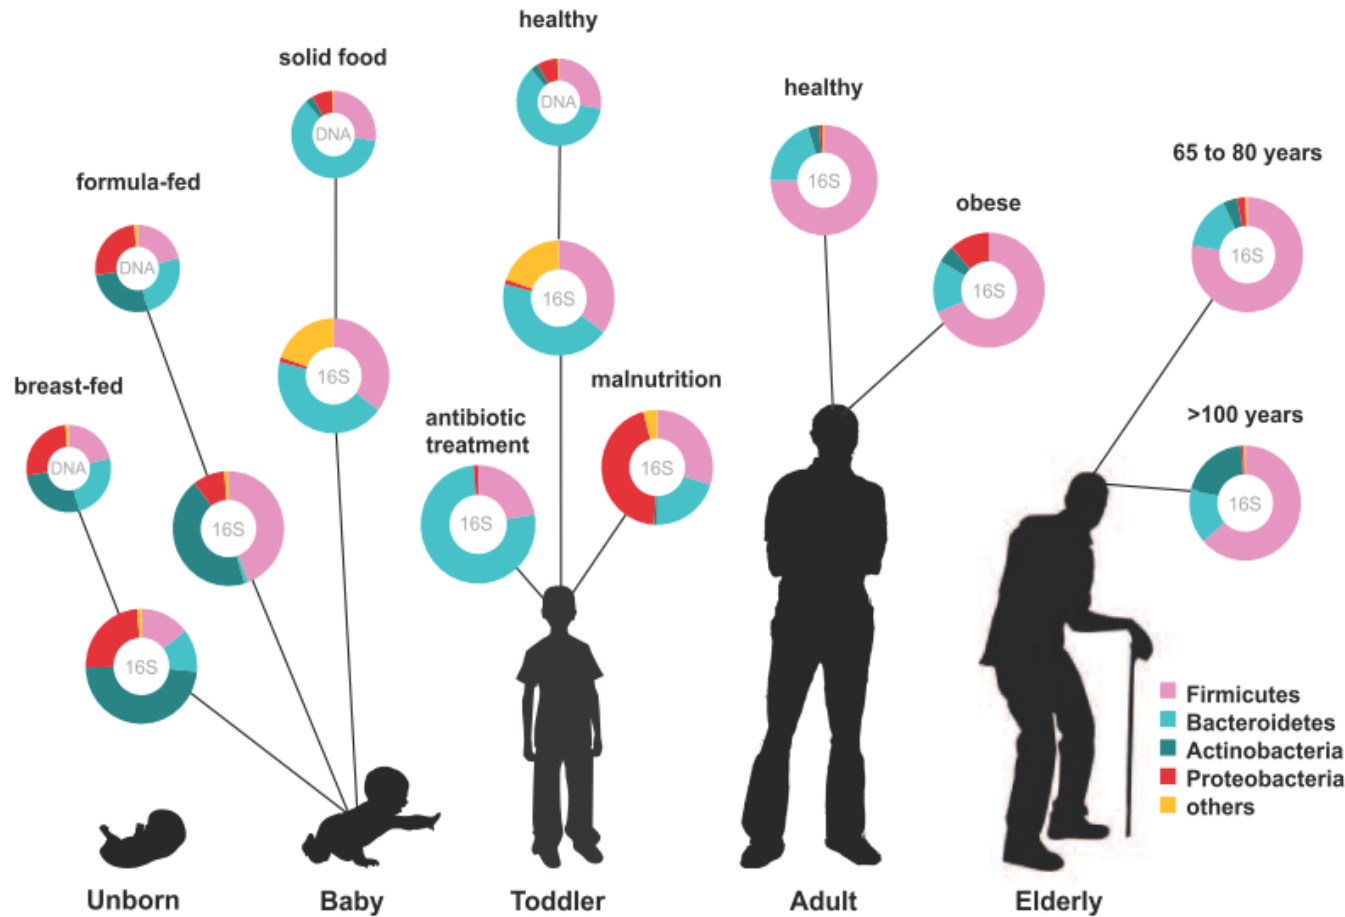 healthy
solid food
DNA
DNA
healthy
16S
65 to 80 years
formula-fed
DNA
obese
16S
16S
16S
16S
breast-fed
malnutrition
antibiotic
treatment
>100 years
DNA
16S
16S
16S
16S
16S
Firmicutes
Bacteroidetes
Actinobacteria
Proteobacteria
others
Unborn
Baby
Toddler
Adult
Elderly